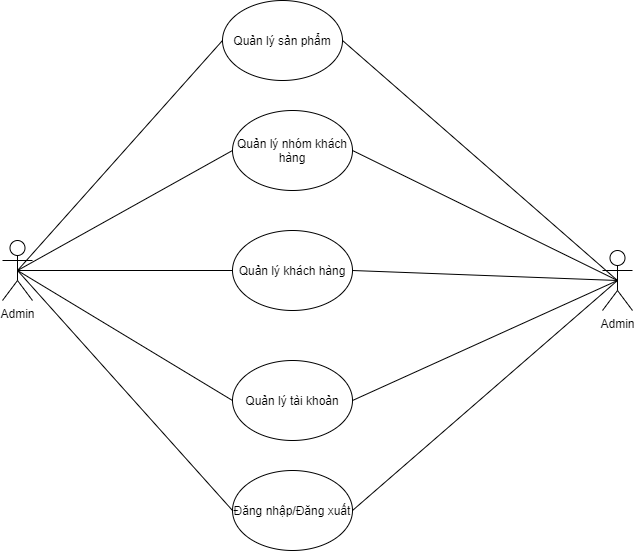 Quản lý sản phẩm
Quản lý nhóm khách
hàng
Quản lý khách hàng
Admin
Admin
Quản lý tài khoản
Đăng nhập/Đăng xuất